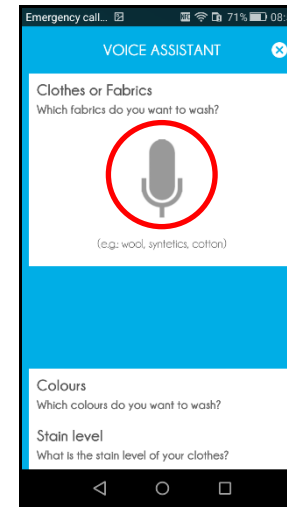 Emergency call... 71% 08:
VOICE ASSISTANT
Clothes or Fabrics
Which fabrics do you want to wash?
(e.g.: wool, syntetics, cotton)
Colours
Which colours do you want to wash?
Stain level
What is the stain level of your clothes?